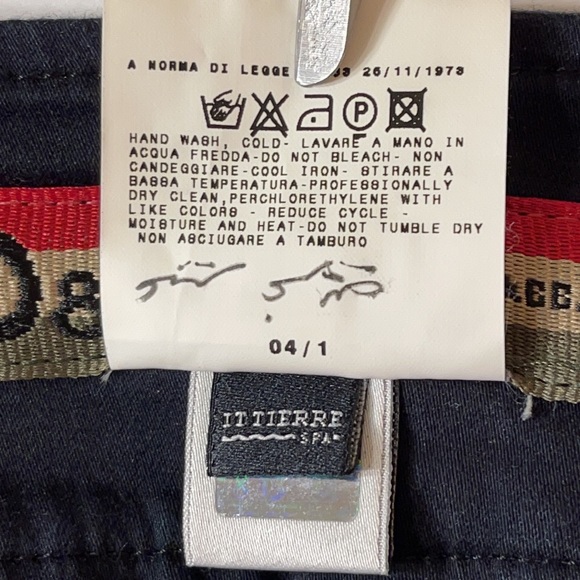 A NORMA DI LEGGE 883 26/11/1973
P
HAND WASH, COLD- LAVARE A MANO IN
ACQUA FREDDA-DO NOT BLEACH- NON
CANDEGGIARE-COOL IRON- STIRARE A
BASSA TEMPERATURA-PROFESSIONALLY
DRY CLEAN,PERCHLORETHYLENE WITH
LIKE COLORS - REDUCE CYCLE -
MOISTURE AND HEAT-DO NOT TUMBLE DRY
NON ASCIUGARE A TAMBURO
04/1
ITTIERRE
SPA